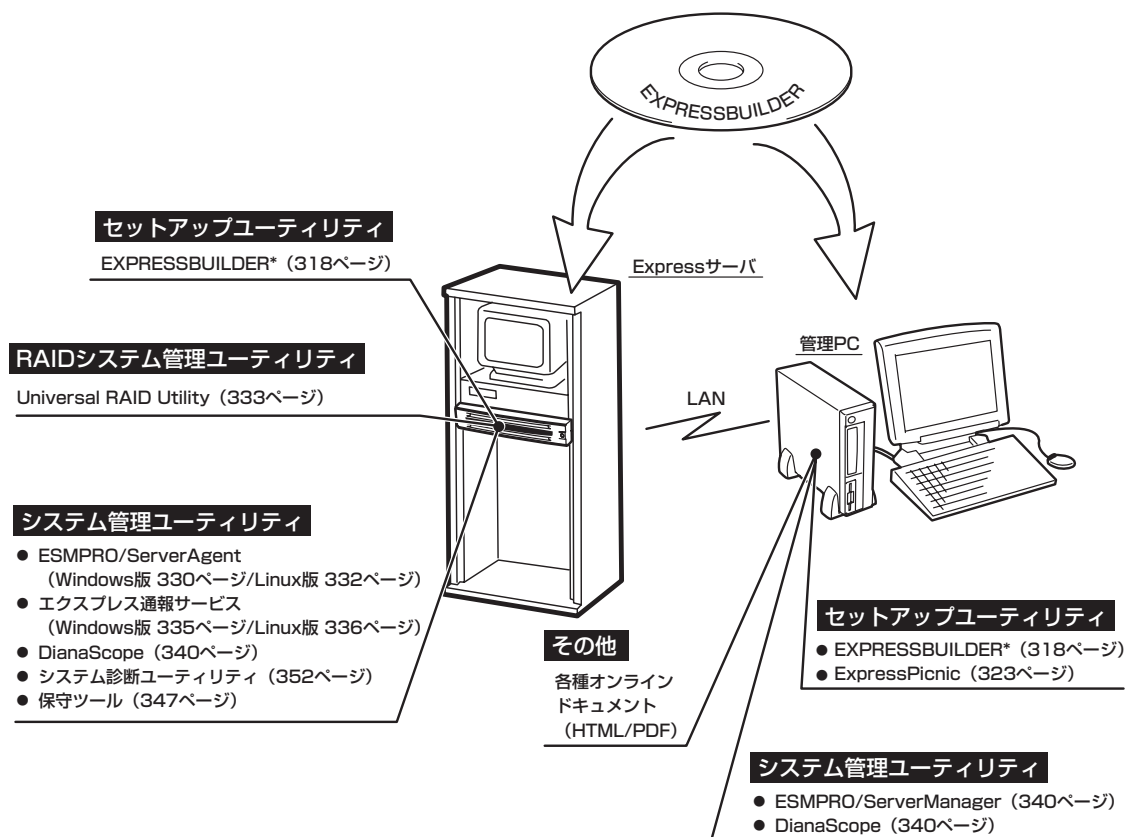 EXPRESSBUILDER
セットアップユーティリティ
EXPRESSBUILDER*（318ページ）
Expressサーバ
RAIDシステム管理ユーティリティ
Universal RAID Utility（333ページ）
管理PC
LAN
システム管理ユーティリティ
● ESMPRO/ServerAgent
（Windows版 330ページ/Linux版 332ページ）
● エクスプレス通報サービス
（Windows版 335ページ/Linux版 336ページ）
● DianaScope（340ページ）
● システム診断ユーティリティ（352ページ）
● 保守ツール（347ページ）
その他
各種オンライン
ドキュメント
（HTML/PDF）
セットアップユーティリティ
● EXPRESSBUILDER*（318ページ）
● ExpressPicnic（323ページ）
システム管理ユーティリティ
● ESMPRO/ServerManager（340ページ）
● DianaScope（340ページ）